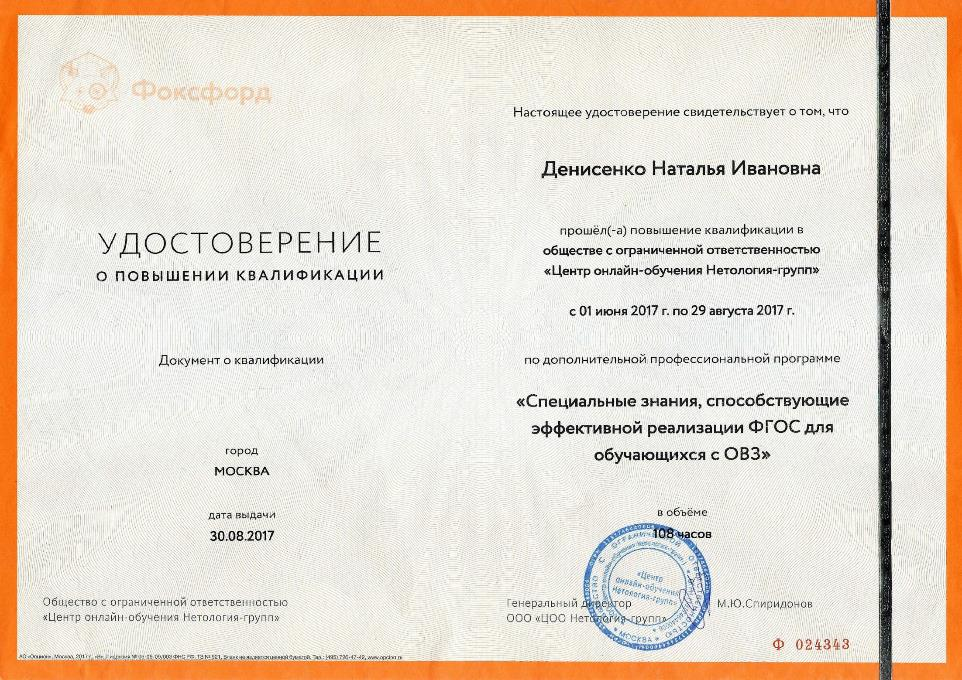 Фоксфорд
УДОСТОВЕРЕНИЕ
О ПОВЫШЕНИИ КВАЛИФИКАЦИИ
Документ о квалификации
город
МОСКВА
дата выдачи
30.08.2017
Общество с ограниченной ответственностью
«Центр онлайн-обучения Нетология-групп»
Настоящее удостоверение свидетельствует о том, что
Денисенко Наталья Ивановна
прошёл(-а) повышение квалификации в
обществе с ограниченной ответственностью
«Центр онлайн-обучения Нетология-групп»
с 01 июня 2017 г. по 29 августа 2017 г.
по дополнительной профессиональной программе
«Специальные знания, способствующие
эффективной реализации ФГОС для
обучающихся с ОВЗ»
в объёме
108 часов
Генеральный директор
ООО «ЦОО Нетология-групп»
М.Ю.Спиридонов
«Центр
онлайн-обучения
Нетология-групп»
МОСКВА
Ф 024343